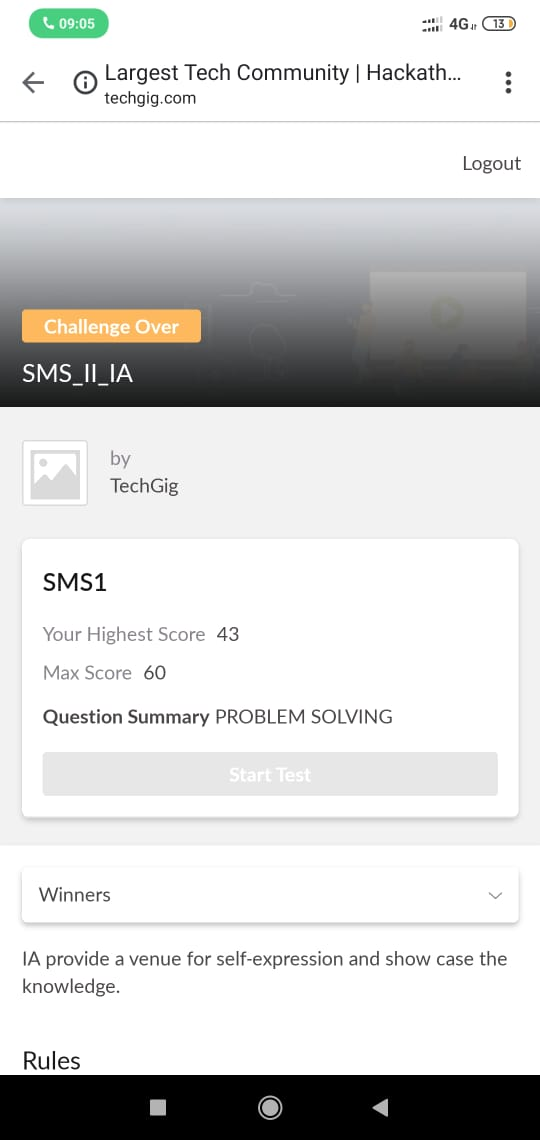 09:05
4G
13
Largest Tech Community | Hackath...
techgig.com
Logout
Challenge Over
SMS_II_IA
by
TechGig
SMS1
Your Highest Score 43
Max Score 60
Question Summary PROBLEM SOLVING
Start Test
Winners
IA provide a venue for self-expression and show case the
knowledge.
Rules